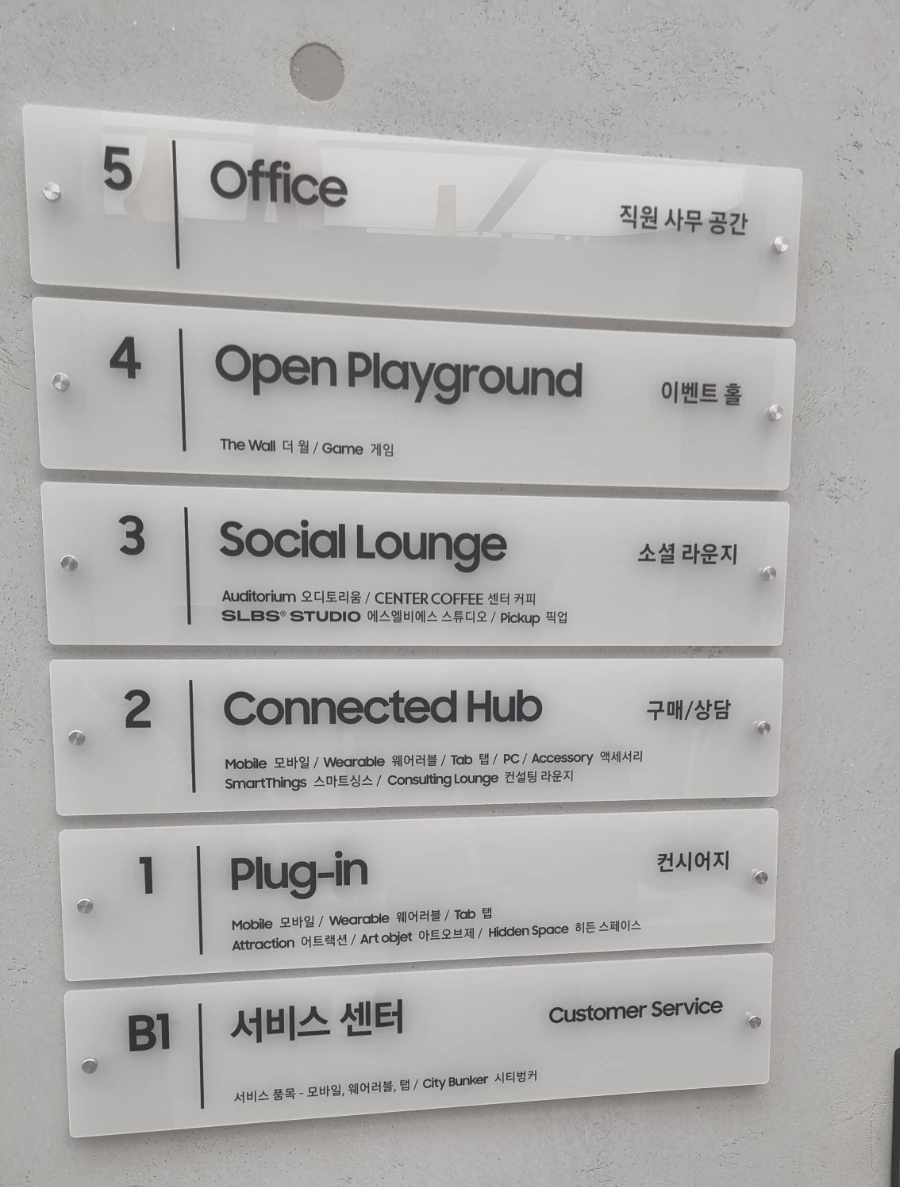 5 Office 직원 사무 공간
4 Open Playground 이벤트 홀
The Wall 더 월 / Game 게임
3 Social Lounge 소셜 라운지
Auditorium 오디토리움 / CENTER COFFEE 센터 커피
SLBS® STUDIO 에스엘비에스 스튜디오 / Pickup 픽업
2 Connected Hub 구매/상담
Mobile 모바일 / Wearable 웨어러블 / Tab 탭 / PC / Accessory 액세서리
SmartThings 스마트싱스 / Consulting Lounge 컨설팅 라운지
1 Plug-in 컨시어지
Mobile 모바일 / Wearable 웨어러블 / Tab 탭
Attraction 어트랙션 / Art objet 아트오브제 / Hidden Space 히든 스페이스
B1 서비스 센터 Customer Service
서비스 품목 - 모바일, 웨어러블, 탭 / City Bunker 시티벙커